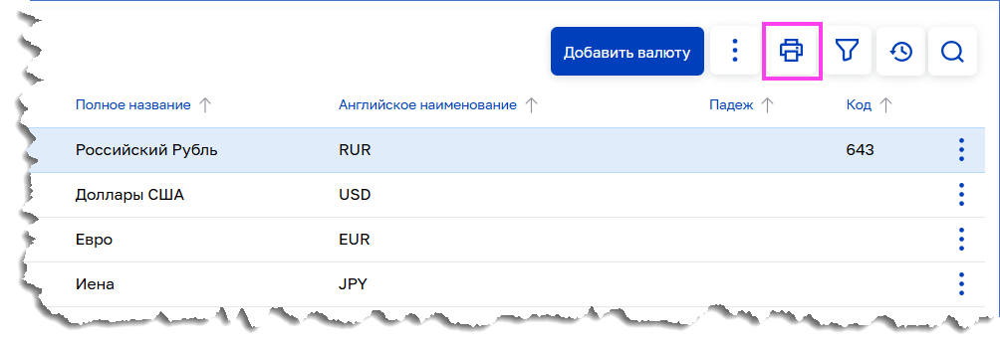 Добавить валюту
Полное название Английское наименование Падеж Код
Российский Рубль RUR 643
Доллары США USD
Евро EUR
Иена JPY